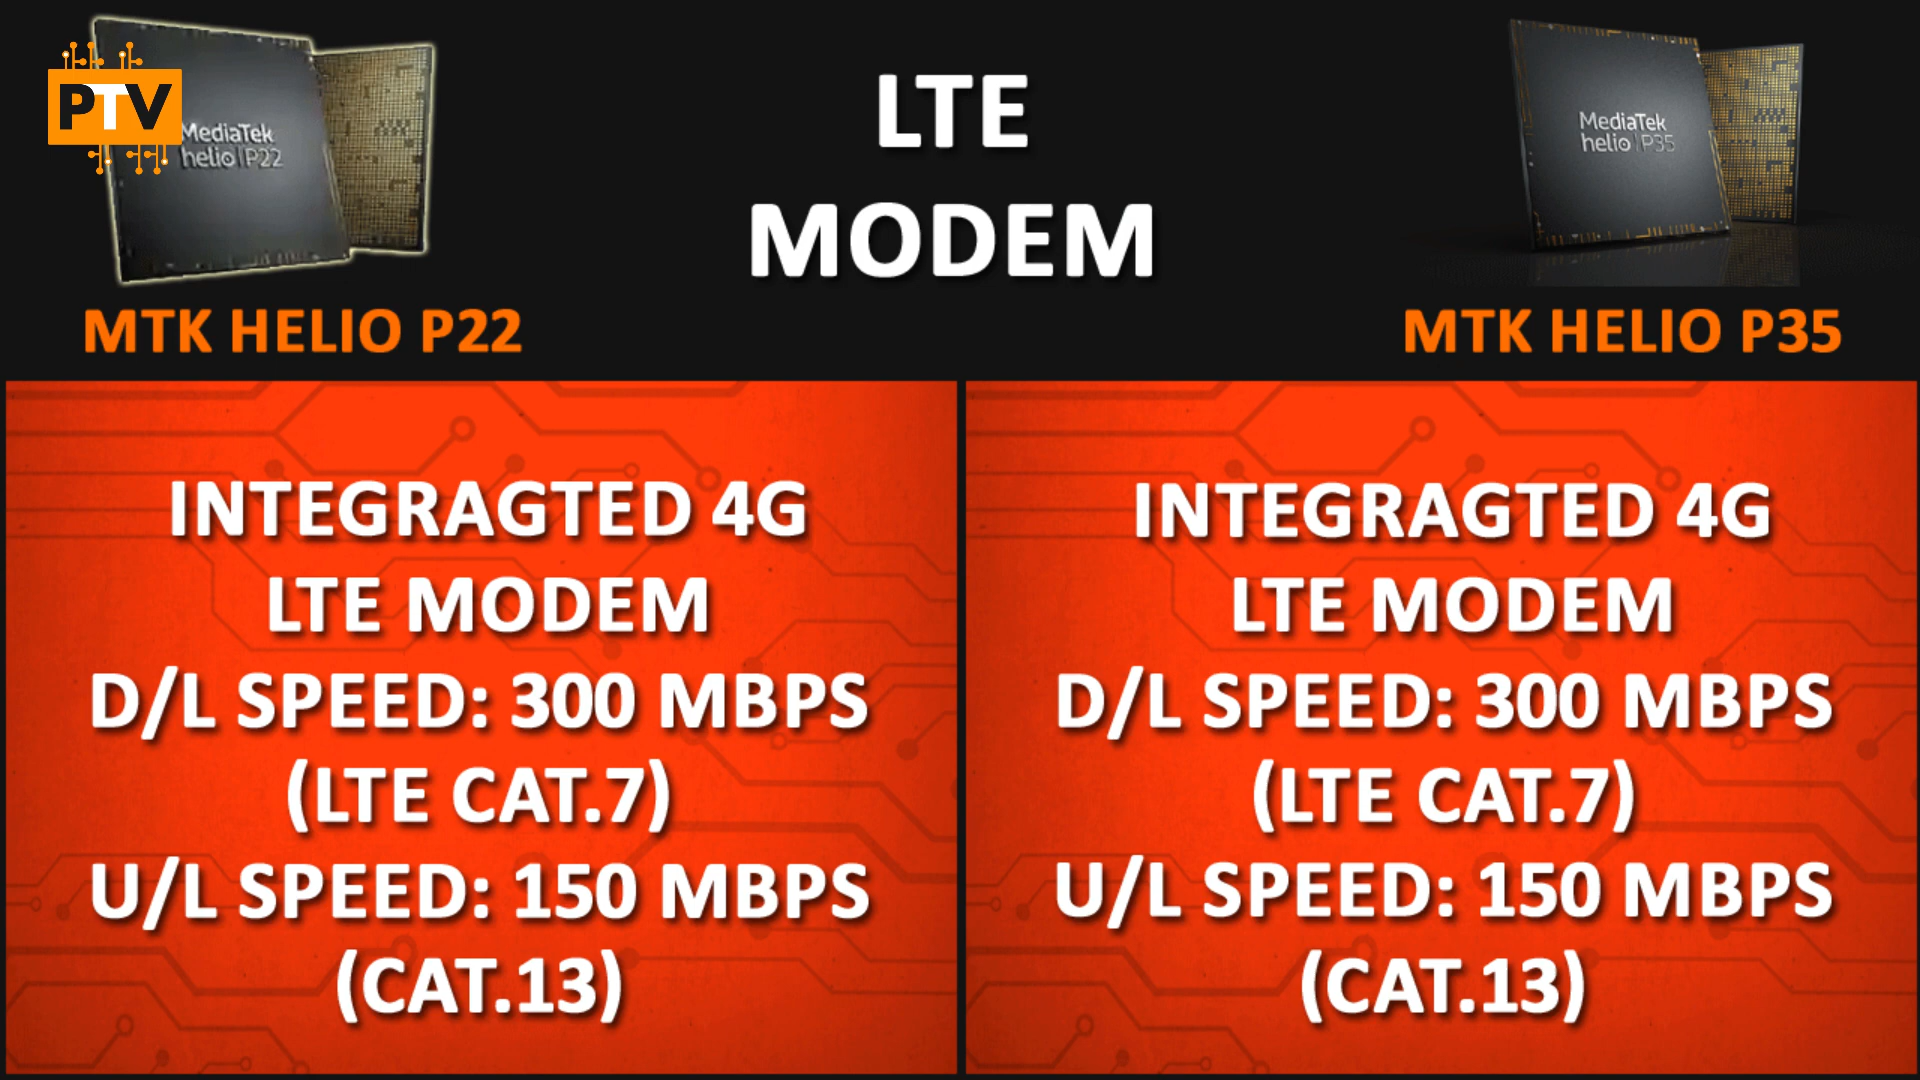 PTV
MediaTek
helio P22
LTE
MODEM
MediaTek
helio P35
MTK HELIO P22
MTK HELIO P35
INTEGRAGTED 4G
LTE MODEM
D/L SPEED: 300 MBPS
(LTE CAT.7)
U/L SPEED: 150 MBPS
(CAT.13)
INTEGRAGTED 4G
LTE MODEM
D/L SPEED: 300 MBPS
(LTE CAT.7)
U/L SPEED: 150 MBPS
(CAT.13)